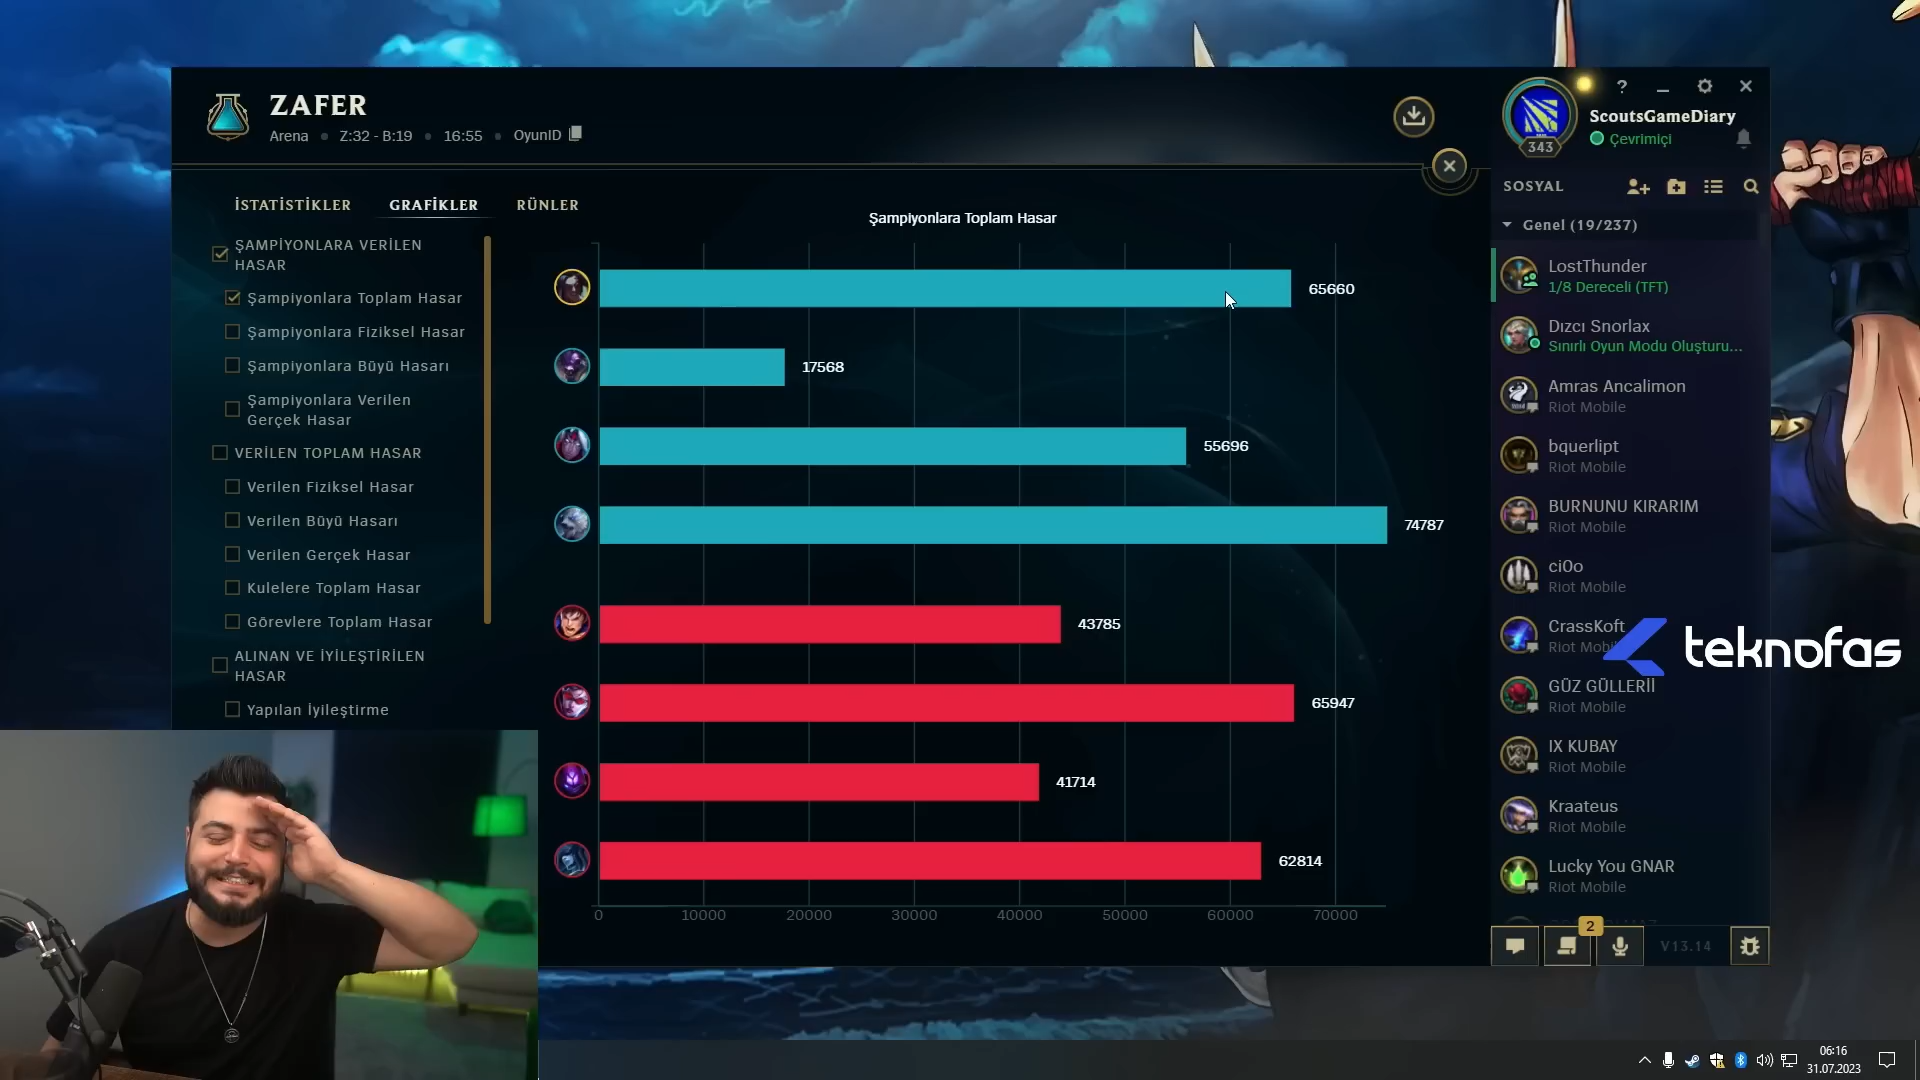 ZAFER
Arena • Z:32 - B:19 • 16:55 • OyunID
İSTATİSTİKLER GRAFİKLER RÜNLER
ŞAMPİYONLARA VERİLEN
HASAR
Şampiyonlara Toplam Hasar
Şampiyonlara Fiziksel Hasar
Şampiyonlara Büyü Hasarı
Şampiyonlara Verilen
Gerçek Hasar
VERİLEN TOPLAM HASAR
Verilen Fiziksel Hasar
Verilen Büyü Hasarı
Verilen Gerçek Hasar
Kulelere Toplam Hasar
Görevlere Toplam Hasar
ALINAN VE İYİLEŞTİRİLEN
HASAR
Yapılan İyileştirme
Şampiyonlara Toplam Hasar
65660
17568
55696
74787
43785
65947
41714
62814
0 10000 20000 30000 40000 50000 60000 70000
?
ScoutsGameDiary
Çevrimiçi
343
SOSYAL
Genel (19/237)
LostThunder
1/8 Dereceli (TFT)
Dızcı Snorlax
Sınırlı Oyun Modu Oluşturu...
Amras Ancalimon
Riot Mobile
bquerlipt
Riot Mobile
BURNUNU KIRARIM
Riot Mobile
ci0o
Riot Mobile
CrassKoft
GÜZ GÜLLERİİ
Riot Mobile
IX KUBAY
Riot Mobile
Kraateus
Riot Mobile
Lucky You GNAR
Riot Mobile
2
V13.14
teknofas
06:16
31.07.2023